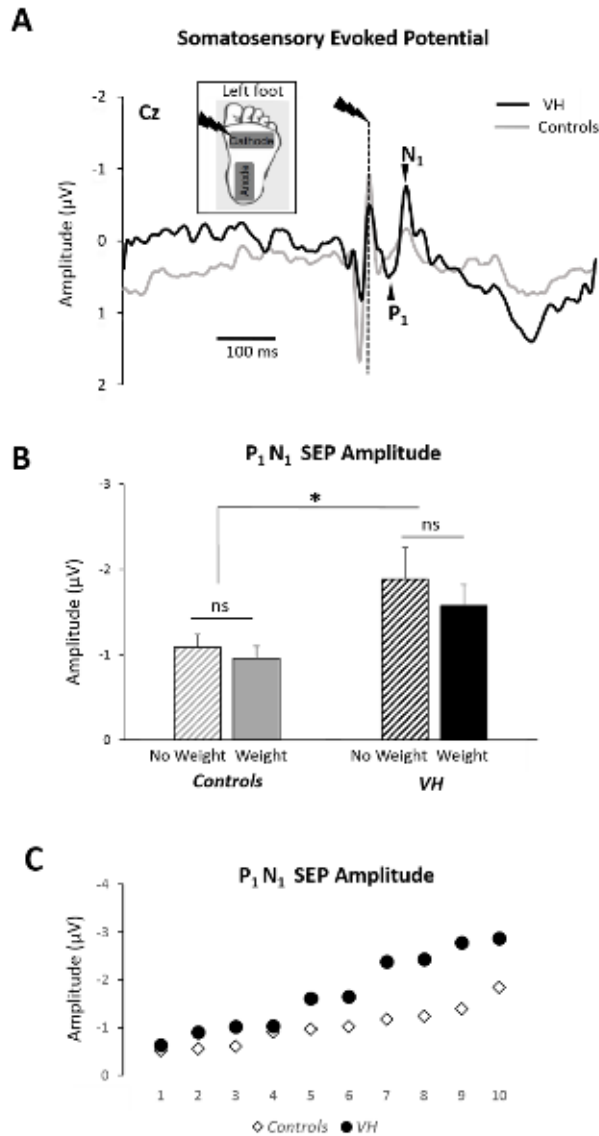 A
Somatosensory Evoked Potential
Left foot
Cathode
Anode
Cz
VH
Controls
N1
P1
Amplitude (µV)
-2
-1
0
1
2
100 ms
B
P1 N1 SEP Amplitude
Amplitude (µV)
-3
-2
-1
0
*
ns
ns
No Weight Weight No Weight Weight
Controls VH
C
P1 N1 SEP Amplitude
Amplitude (µV)
-4
-3
-2
-1
0
1 2 3 4 5 6 7 8 9 10
◇ Controls ● VH